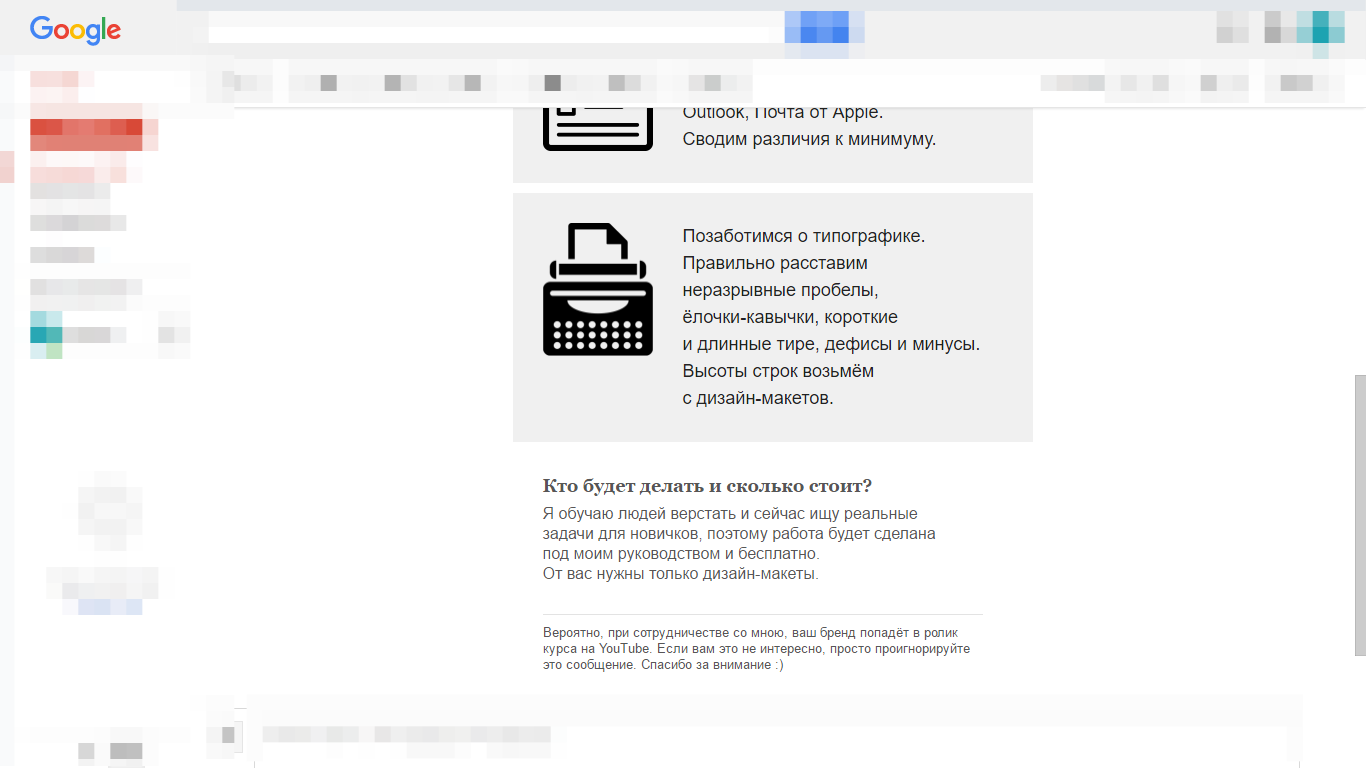 Google
Outlook, Почта от Apple.
Сводим различия к минимуму.
Позаботимся о типографике.
Правильно расставим
неразрывные пробелы,
ёлочки-кавычки, короткие
и длинные тире, дефисы и минусы.
Высоты строк возьмём
с дизайн-макетов.
Кто будет делать и сколько стоит?
Я обучаю людей верстать и сейчас ищу реальные
задачи для новичков, поэтому работа будет сделана
под моим руководством и бесплатно.
От вас нужны только дизайн-макеты.
Вероятно, при сотрудничестве со мною, ваш бренд попадёт в ролик
курса на YouTube. Если вам это не интересно, просто проигнорируйте
это сообщение. Спасибо за внимание :)